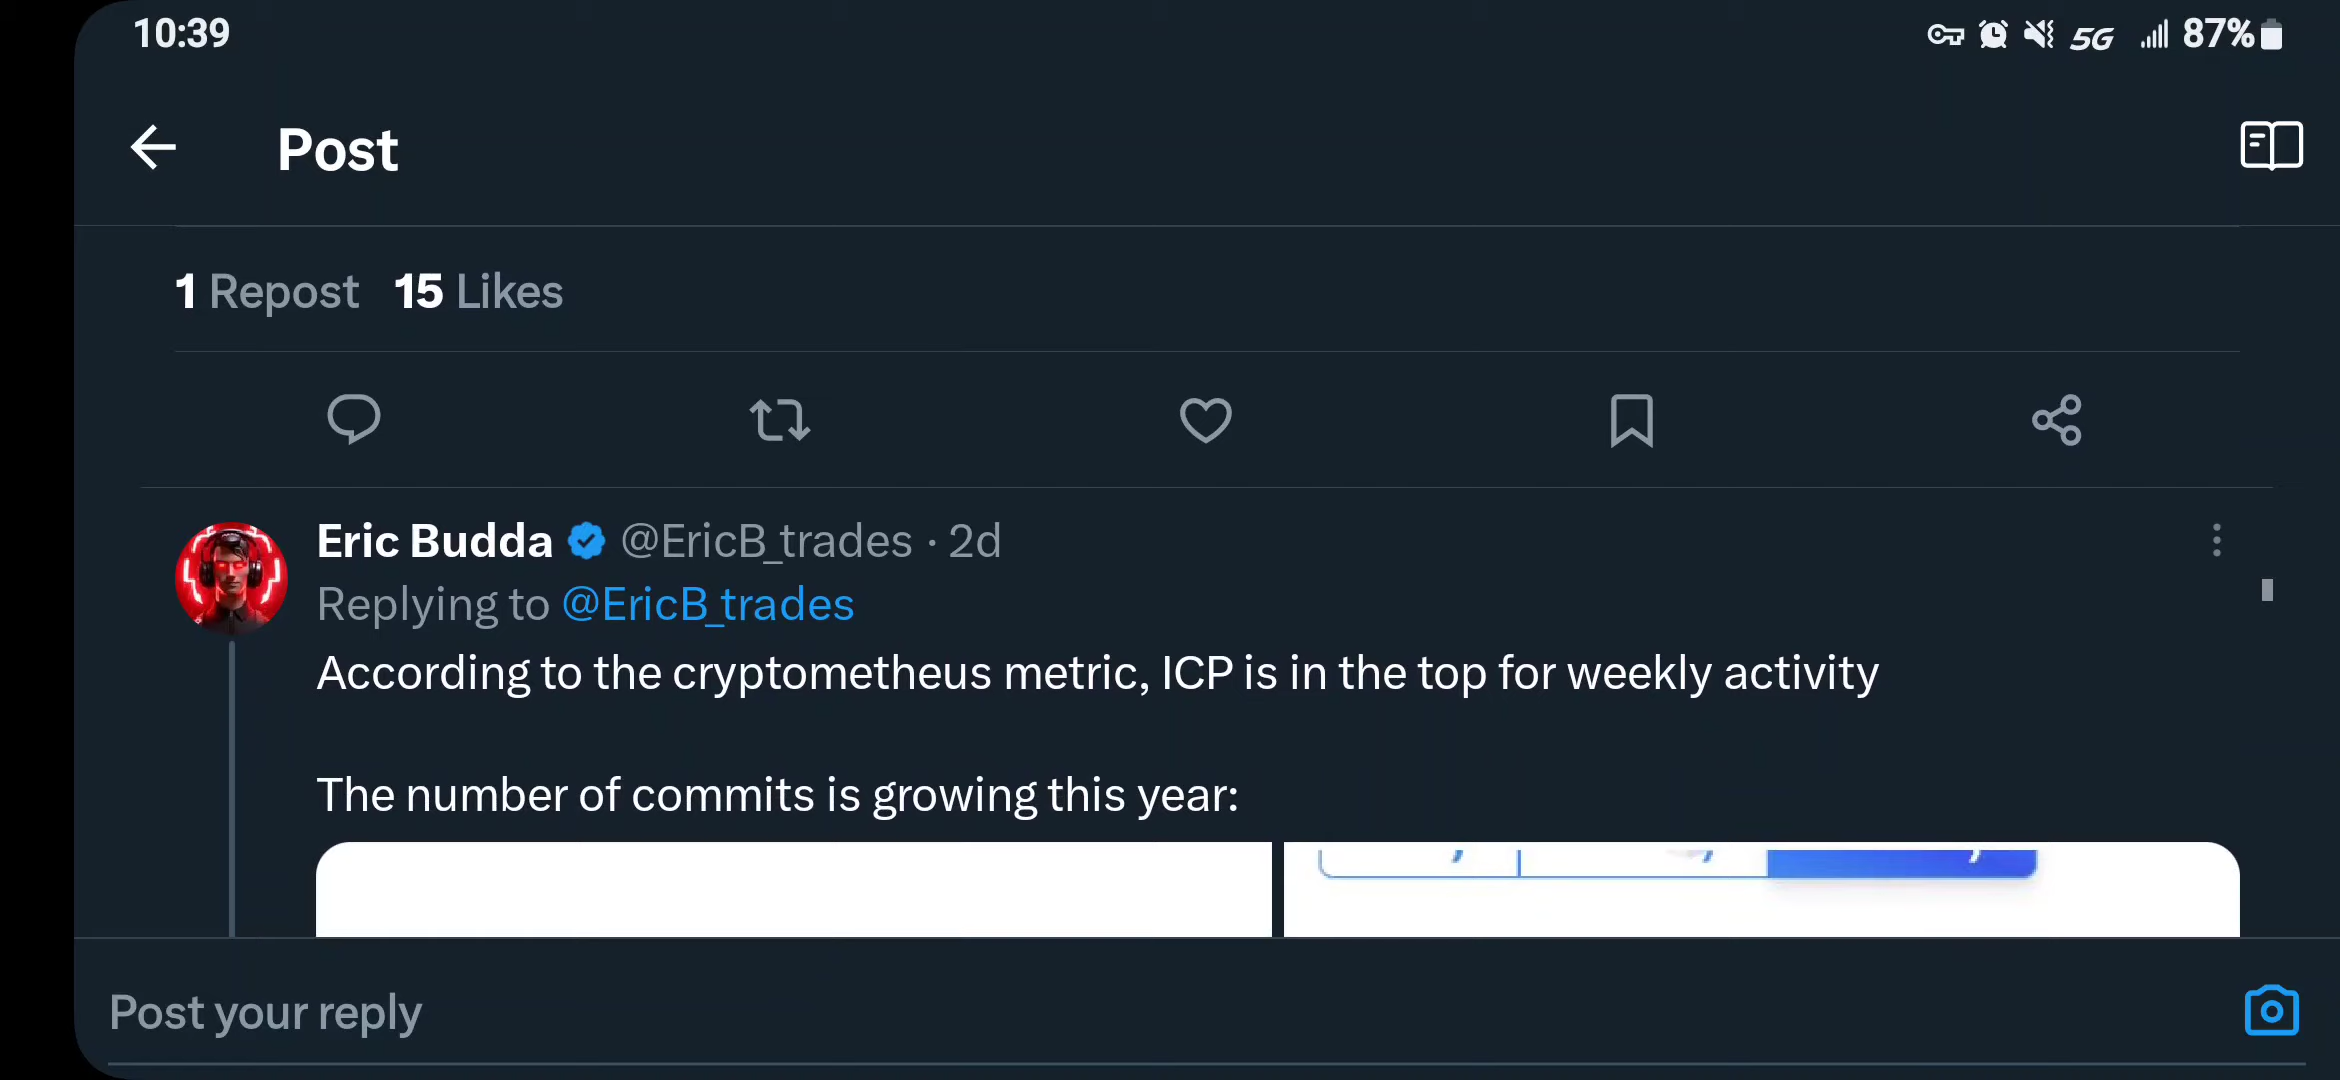 10:39
5G 87%
Post
1 Repost 15 Likes
Eric Budda @EricB_trades · 2d
Replying to @EricB_trades
According to the cryptometheus metric, ICP is in the top for weekly activity
The number of commits is growing this year:
Post your reply